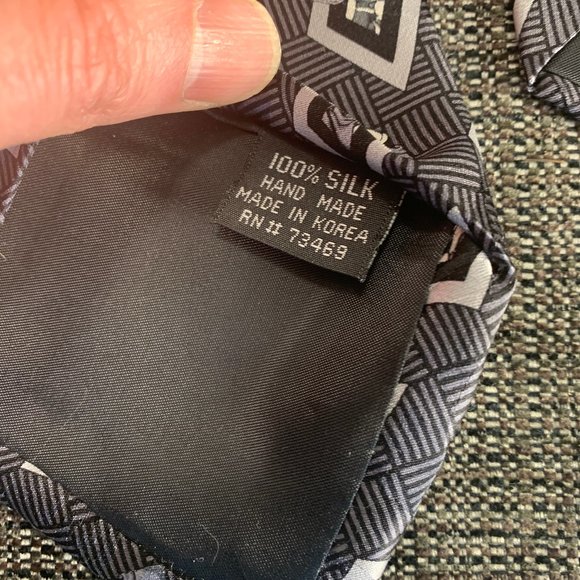 100% SILK
HAND MADE
MADE IN KOREA
RN# 73469